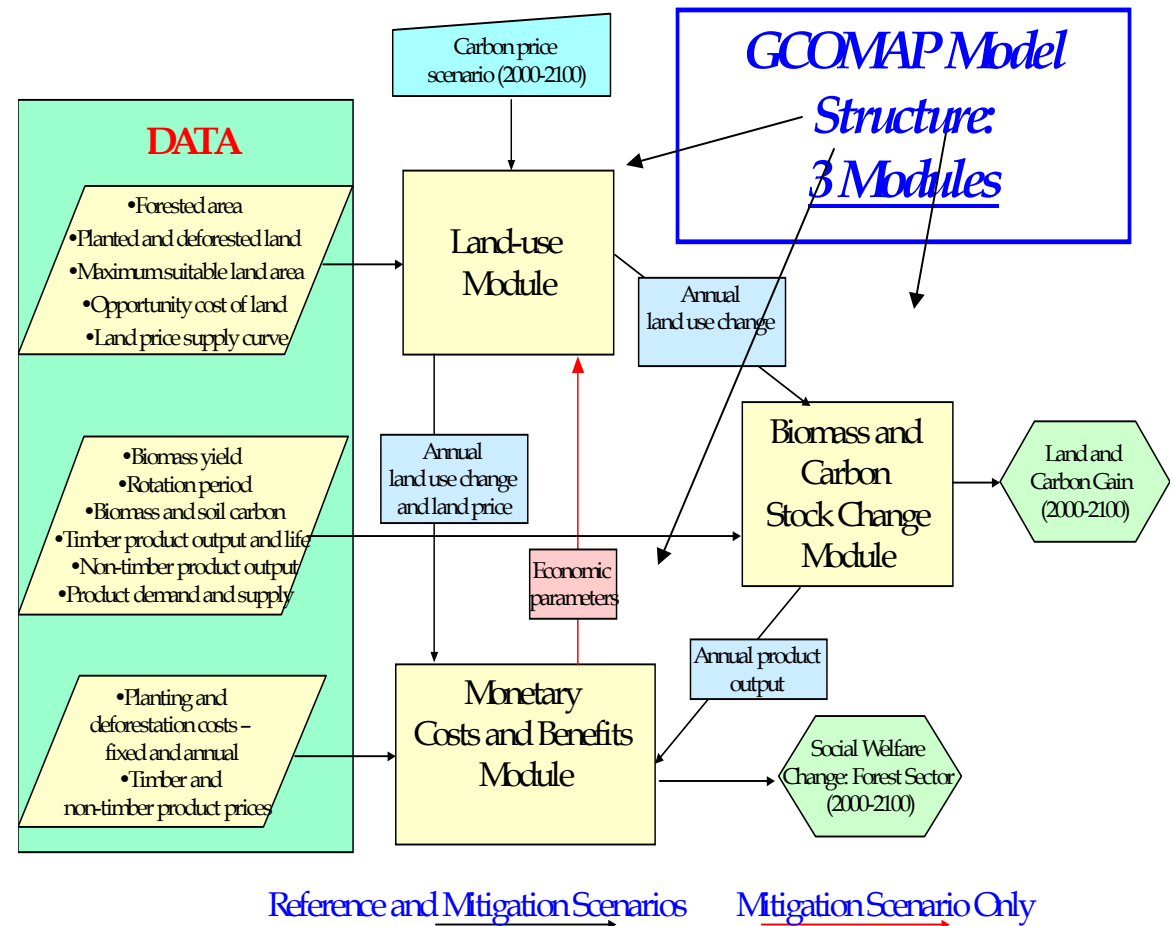 Carbon price
scenario (2000-2100)
GCOMAP Model
Structure:
3 Modules
DATA
•Forested area
•Planted and deforested land
•Maximum suitable land area
•Opportunity cost of land
•Land price supply curve
Land-use
Module
Annual
land use change
•Biomass yield
•Rotation period
•Biomass and soil carbon
•Timber product output and life
•Non-timber product output
•Product demand and supply
Annual
land use change
and land price
Economic
parameters
Biomass and
Carbon
Stock Change
Module
Land and
Carbon Gain
(2000-2100)
Annual product
output
•Planting and
deforestation costs –
fixed and annual
•Timber and
non-timber product prices
Monetary
Costs and Benefits
Module
Social Welfare
Change: Forest Sector
(2000-2100)
Reference and Mitigation Scenarios
Mitigation Scenario Only